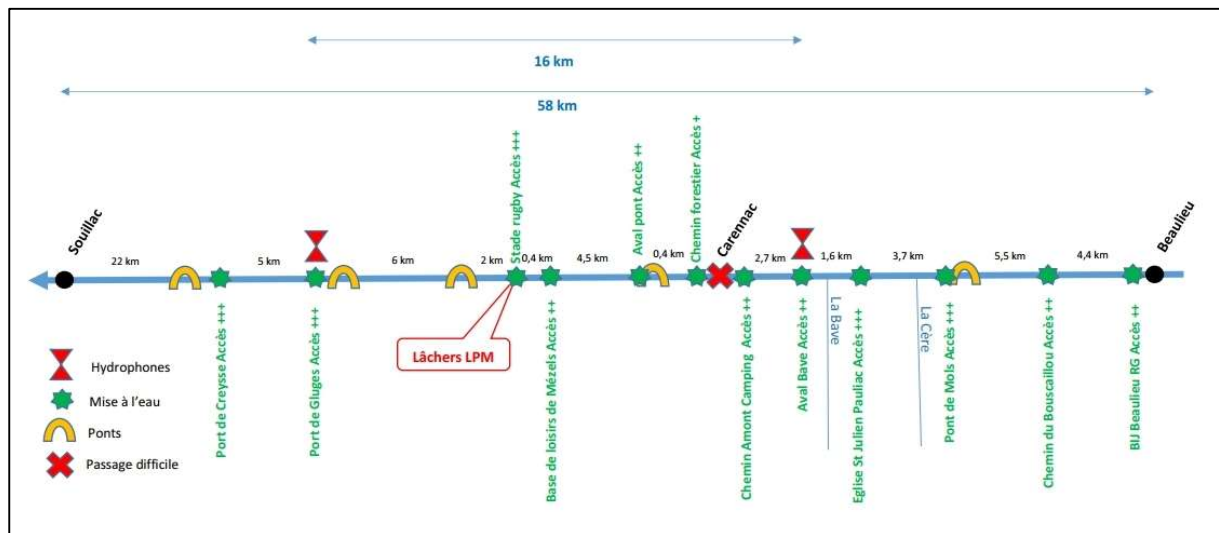 16 km
58 km
Souillac
Stade rugby Accès +++
Aval pont Accès ++
Chemin forestier Accès +
Carennac
Beaulieu
22 km
5 km
6 km
2 km
0,4 km
4,5 km
0,4 km
2,7 km
1,6 km
3,7 km
5,5 km
4,4 km
Lâchers LPM
Port de Creysse Accès +++
Port de Gluges Accès +++
Base de loisirs de Mézels Accès ++
Chemin Amont Camping Accès ++
Aval Bave Accès ++
La Bave
Eglise St Julien Pauliac Accès +++
La Cère
Pont de Mols Accès +++
Chemin du Bouscaillou Accès ++
BIJ Beaulieu RG Accès ++
Hydrophones
Mise à l'eau
Ponts
Passage difficile